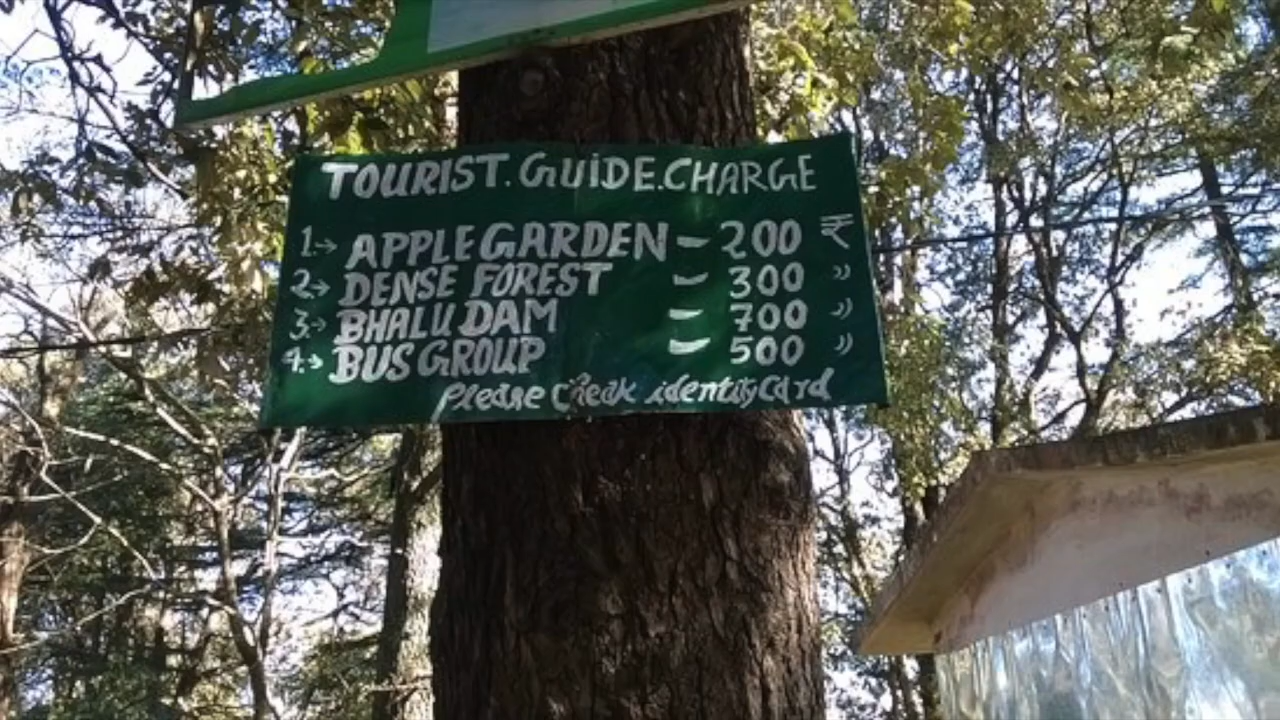 TOURIST.GUIDE.CHARGE
1.→ APPLE GARDEN - 200 ₹
2→ DENSE FOREST - 300 ”
3.→ BHALU DAM - 700 ”
4.→ BUS GROUP - 500 ”
please cheak identity card